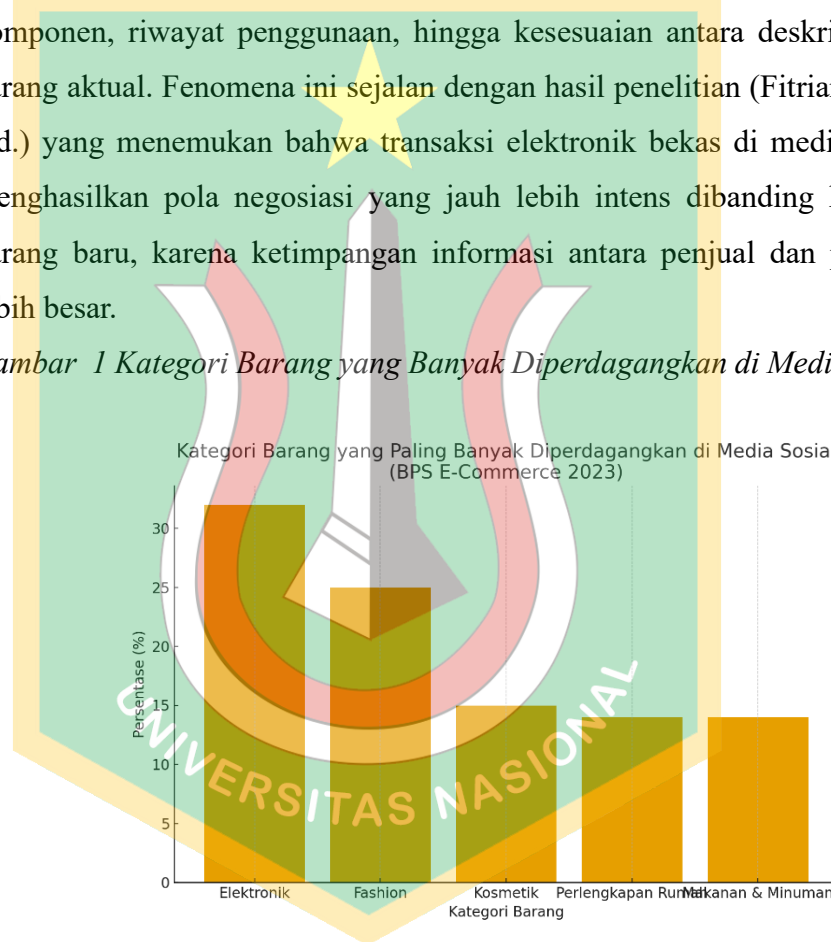 omponen, riwayat penggunaan, hingga kesesuaian antara deskri
arang aktual. Fenomena ini sejalan dengan hasil penelitian (Fitria
d.) yang menemukan bahwa transaksi elektronik bekas di medi
enghasilkan pola negosiasi yang jauh lebih intens dibanding
arang baru, karena ketimpangan informasi antara penjual dan
bih besar.
ambar 1 Kategori Barang yang Banyak Diperdagangkan di Medi
Kategori Barang yang Paling Banyak Diperdagangkan di Media Sosia
(BPS E-Commerce 2023)
Persentase (%)
30
25
20
15
10
5
0
Elektronik Fashion Kosmetik Perlengkapan Rumah Makanan & Minuman
Kategori Barang
UNIVERSITAS NASIONAL